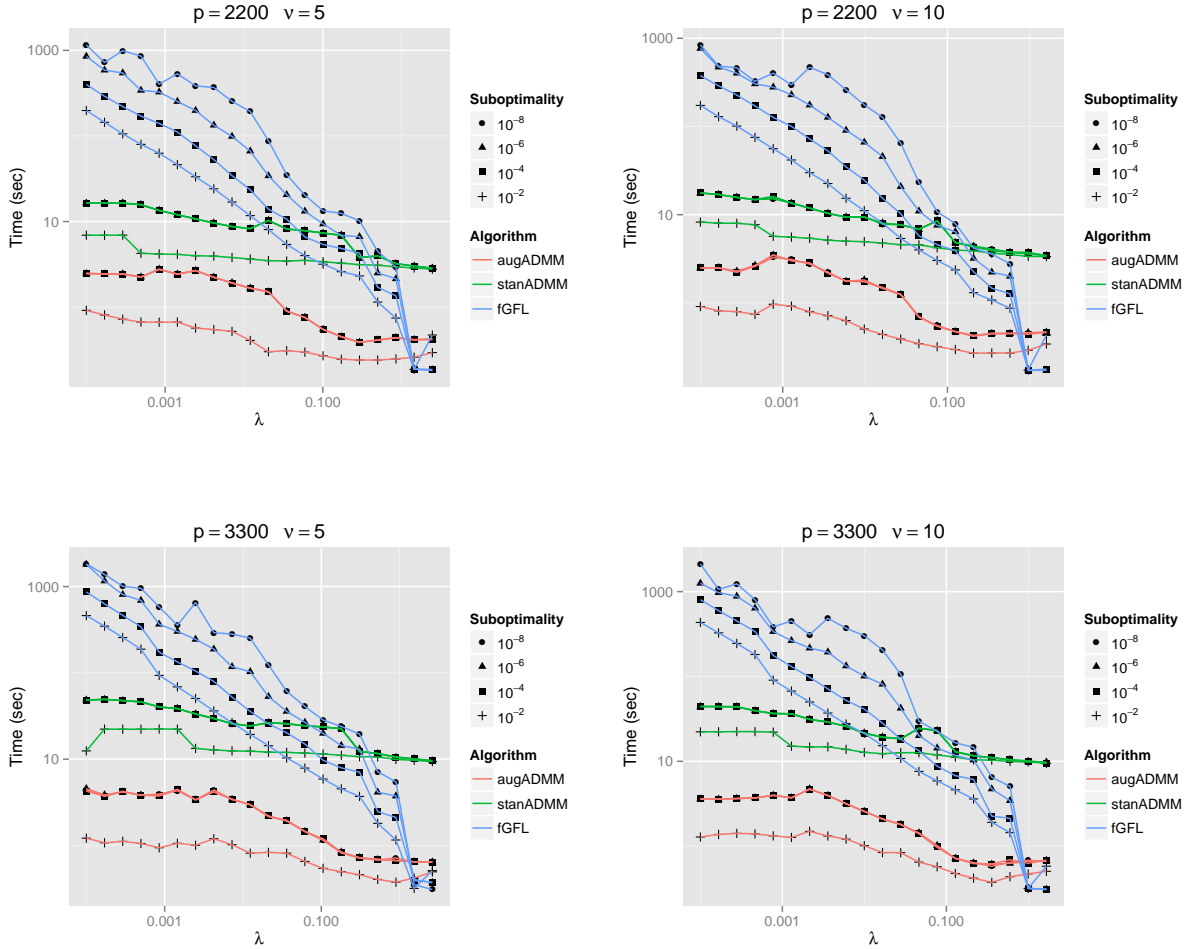 p = 2200 ν = 5
Time (sec)
1000
10
0.001
0.100
λ
Suboptimality
10⁻⁸
10⁻⁶
10⁻⁴
10⁻²
Algorithm
augADMM
stanADMM
fGFL
p = 2200 ν = 10
Time (sec)
1000
10
0.001
0.100
λ
Suboptimality
10⁻⁸
10⁻⁶
10⁻⁴
10⁻²
Algorithm
augADMM
stanADMM
fGFL
p = 3300 ν = 5
Time (sec)
1000
10
0.001
0.100
λ
Suboptimality
10⁻⁸
10⁻⁶
10⁻⁴
10⁻²
Algorithm
augADMM
stanADMM
fGFL
p = 3300 ν = 10
Time (sec)
1000
10
0.001
0.100
λ
Suboptimality
10⁻⁸
10⁻⁶
10⁻⁴
10⁻²
Algorithm
augADMM
stanADMM
fGFL